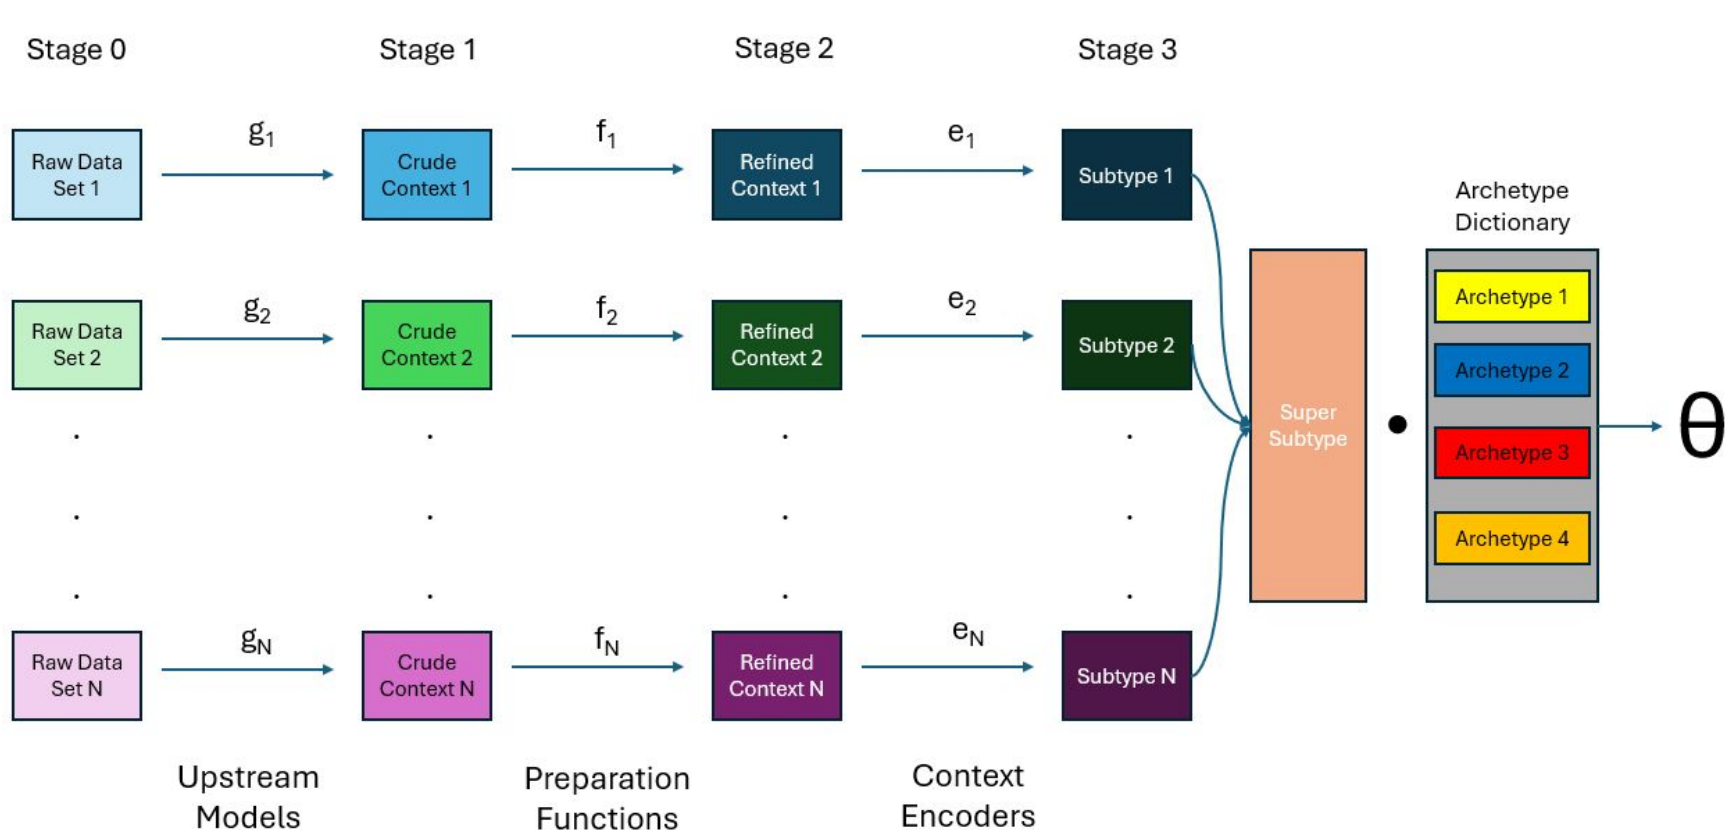 Stage 0
Stage 1
Stage 2
Stage 3
Raw Data
Set 1
g1
Crude
Context 1
f1
Refined
Context 1
e1
Subtype 1
Raw Data
Set 2
g2
Crude
Context 2
f2
Refined
Context 2
e2
Subtype 2
.
.
.
.
.
.
.
.
.
.
.
.
Raw Data
Set N
gN
Crude
Context N
fN
Refined
Context N
eN
Subtype N
Super
Subtype
•
Archetype
Dictionary
Archetype 1
Archetype 2
Archetype 3
Archetype 4
θ
Upstream
Models
Preparation
Functions
Context
Encoders